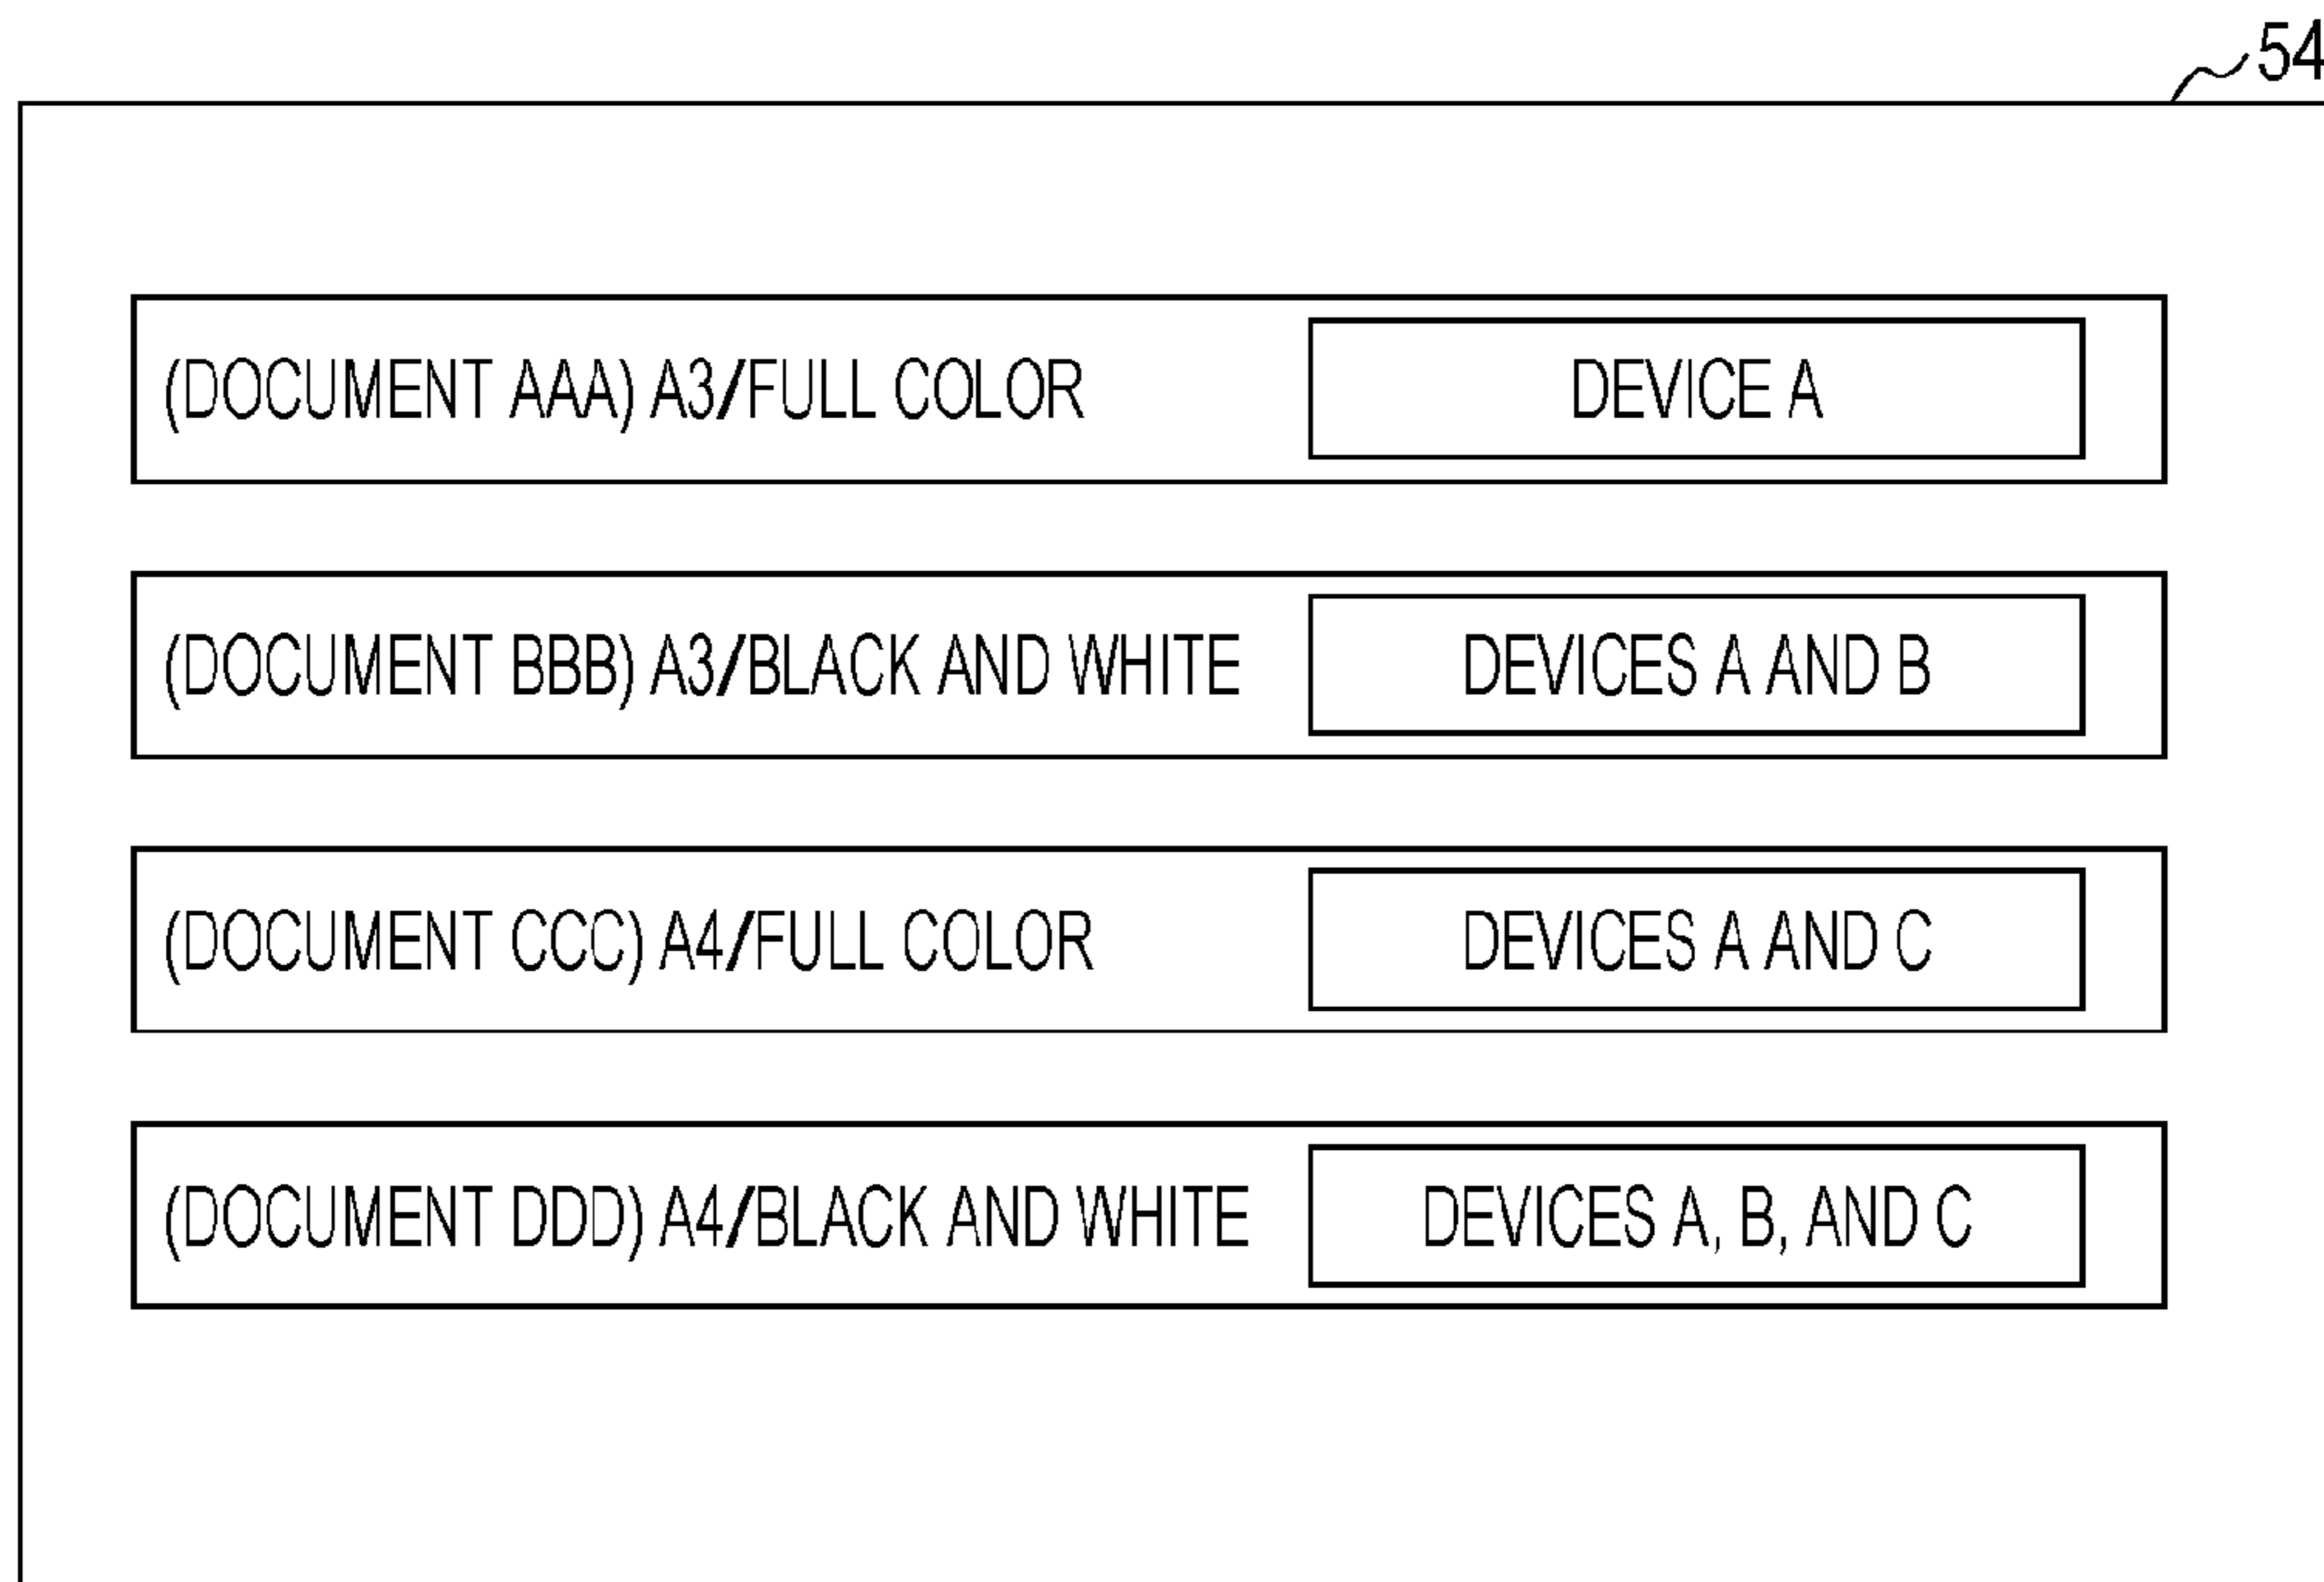 54
(DOCUMENT AAA) A3/FULL COLOR DEVICE A
(DOCUMENT BBB) A3/BLACK AND WHITE DEVICES A AND B
(DOCUMENT CCC) A4/FULL COLOR DEVICES A AND C
(DOCUMENT DDD) A4/BLACK AND WHITE DEVICES A, B, AND C